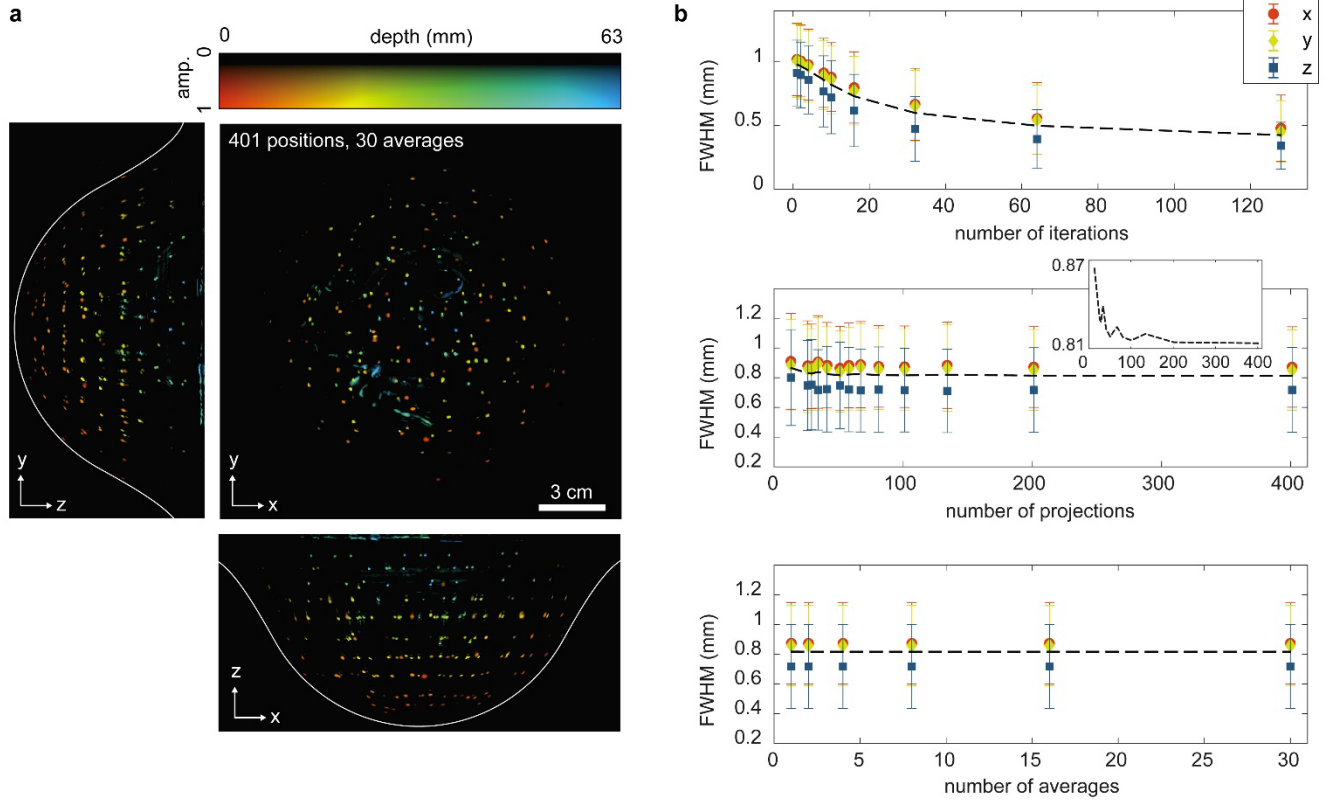 a
0 depth (mm) 63
amp.
0
1
401 positions, 30 averages
y
z
y
x
3 cm
z
x
b
x
y
z
FWHM (mm)
1
0.5
0
0 20 40 60 80 100 120
number of iterations
FWHM (mm)
1.2
1
0.8
0.6
0.4
0.2
0 100 200 300 400
number of projections
0.87
0.81
0 100 200 300 400
FWHM (mm)
1.2
1
0.8
0.6
0.4
0.2
0 5 10 15 20 25 30
number of averages